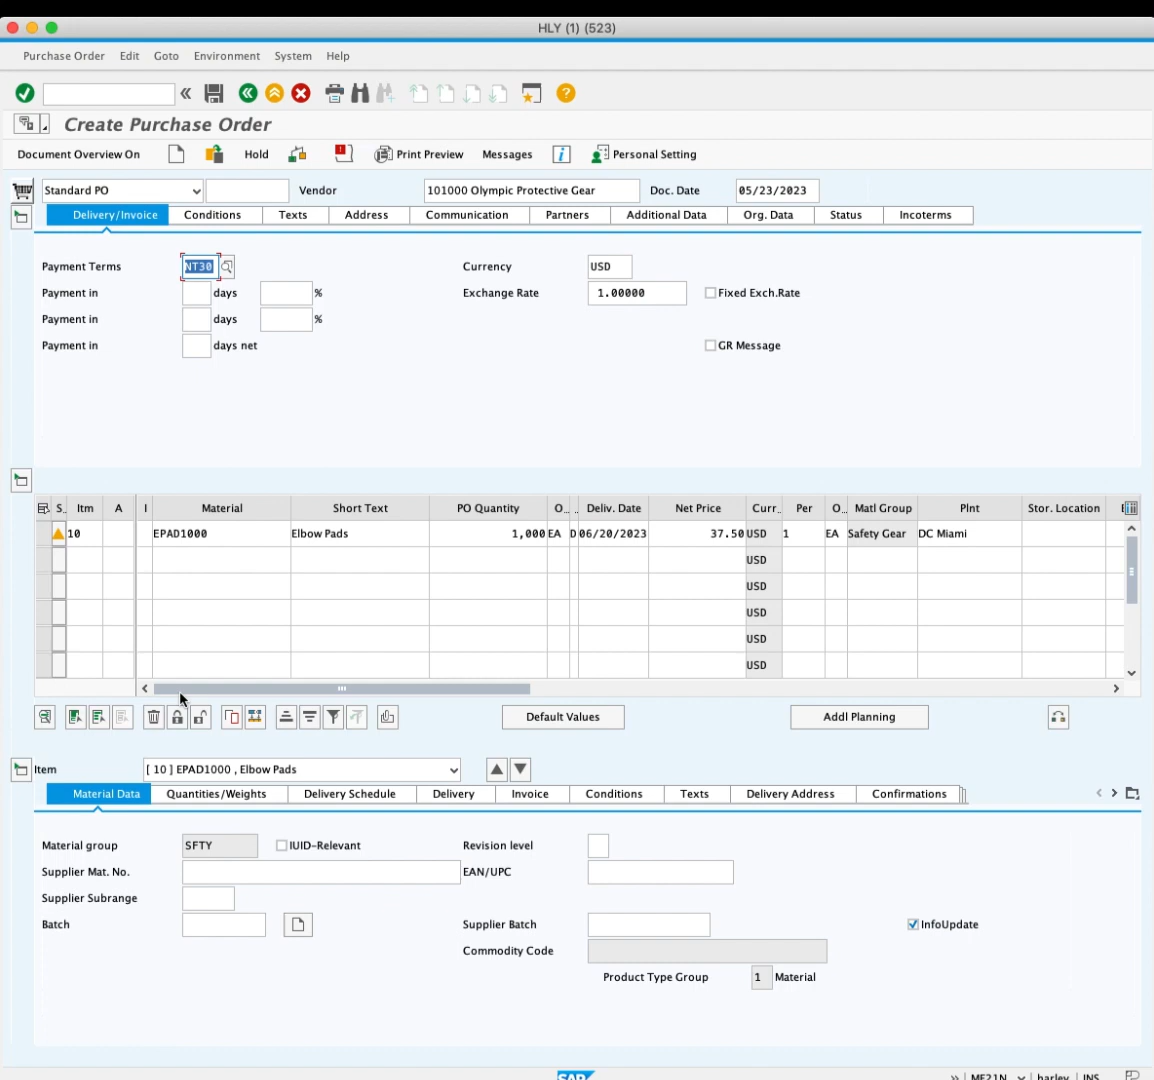 HLY (1) (523)
Purchase Order Edit Goto Environment System Help
Create Purchase Order
Document Overview On Hold Print Preview Messages Personal Setting
Standard PO Vendor 101000 Olympic Protective Gear Doc. Date 05/23/2023
Delivery/Invoice Conditions Texts Address Communication Partners Additional Data Org. Data Status Incoterms
Payment Terms NT30 Currency USD
Payment in days % Exchange Rate 1.00000 Fixed Exch.Rate
Payment in days %
Payment in days net GR Message
S.. Itm A I Material Short Text PO Quantity O... .. Deliv. Date Net Price Curr.. Per O.. Matl Group Plnt Stor. Location
10 EPAD1000 Elbow Pads 1,000 EA D 06/20/2023 37.50 USD 1 EA Safety Gear DC Miami
USD
USD
USD
USD
USD
Default Values Addl Planning
Item [ 10 ] EPAD1000 , Elbow Pads
Material Data Quantities/Weights Delivery Schedule Delivery Invoice Conditions Texts Delivery Address Confirmations
Material group SFTY IUID-Relevant Revision level
Supplier Mat. No. EAN/UPC
Supplier Subrange
Batch Supplier Batch InfoUpdate
Commodity Code
Product Type Group 1 Material
SAP ME21N harley INS